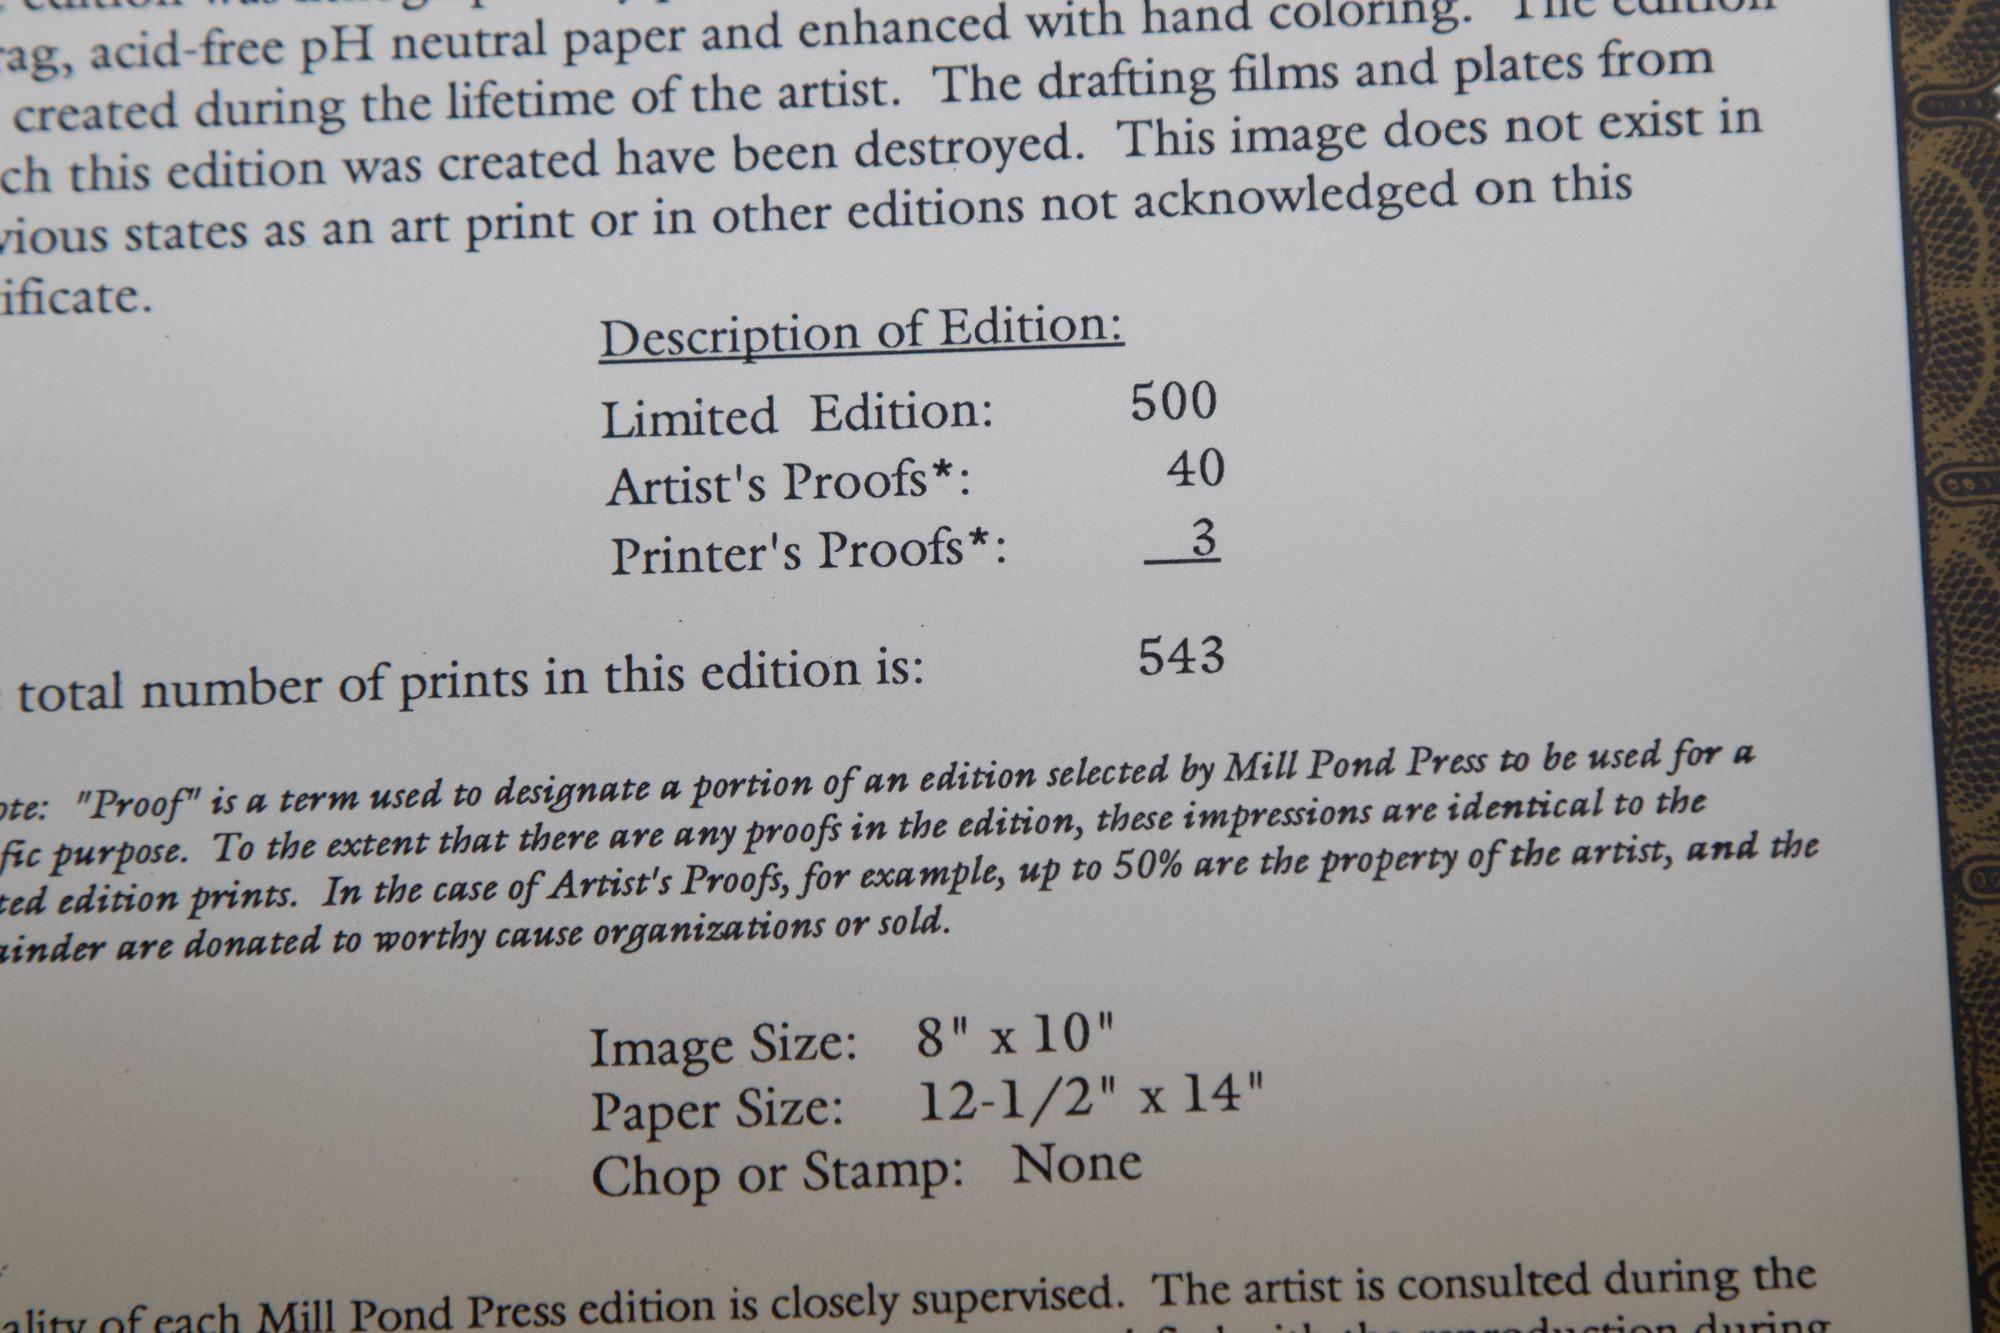 rag, acid-free pH neutral paper and enhanced with hand coloring. The edition
created during the lifetime of the artist. The drafting films and plates from
ch this edition was created have been destroyed. This image does not exist in
vious states as an art print or in other editions not acknowledged on this
ificate.
Description of Edition:
Limited Edition: 500
Artist's Proofs*: 40
Printer's Proofs*: 3
total number of prints in this edition is: 543
ote: "Proof" is a term used to designate a portion of an edition selected by Mill Pond Press to be used for a
fic purpose. To the extent that there are any proofs in the edition, these impressions are identical to the
ted edition prints. In the case of Artist's Proofs, for example, up to 50% are the property of the artist, and the
ainder are donated to worthy cause organizations or sold.
Image Size: 8" x 10"
Paper Size: 12-1/2" x 14"
Chop or Stamp: None
ality of each Mill Pond Press edition is closely supervised. The artist is consulted during the
reproduction during